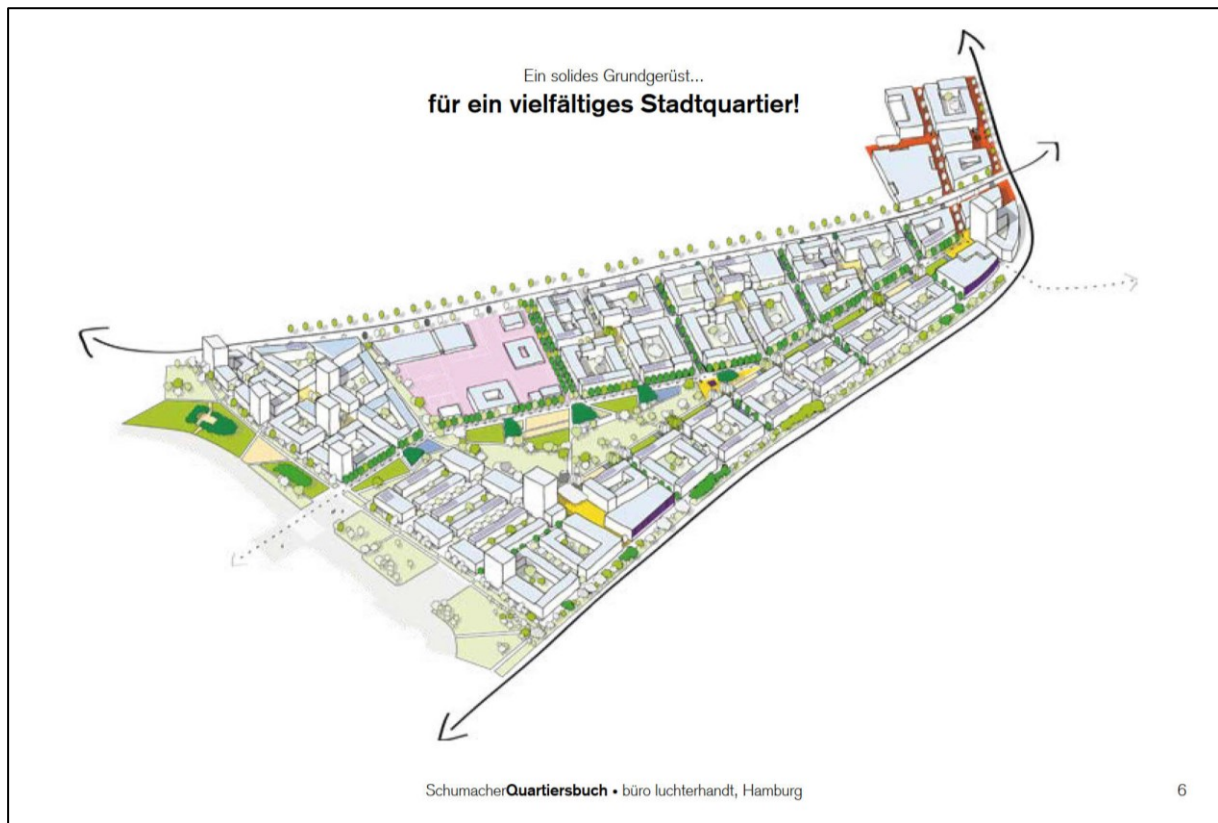 Ein solides Grundgerüst...
für ein vielfältiges Stadtquartier!
SchumacherQuartiersbuch • büro luchterhandt, Hamburg
6